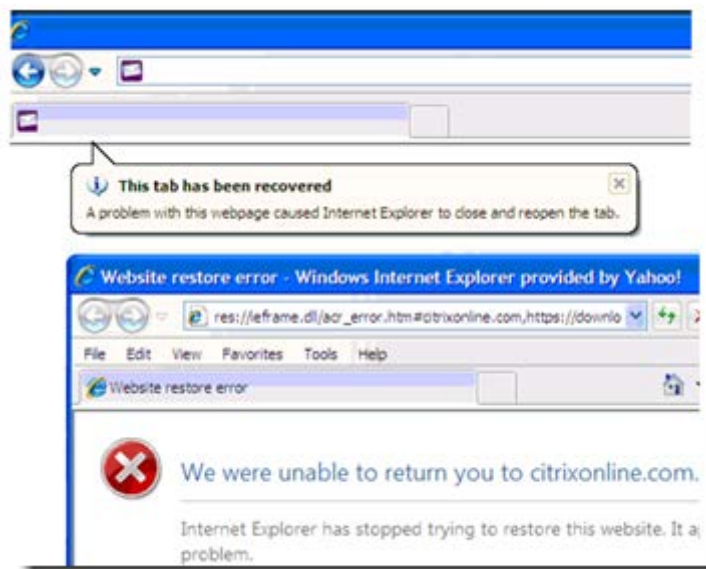 This tab has been recovered
A problem with this webpage caused Internet Explorer to close and reopen the tab.
Website restore error - Windows Internet Explorer provided by Yahoo!
res://ieframe.dl/acr_error.htm#citrixonline.com,https://downlo
File Edit View Favorites Tools Help
Website restore error
We were unable to return you to citrixonline.com.
Internet Explorer has stopped trying to restore this website. It a
problem.